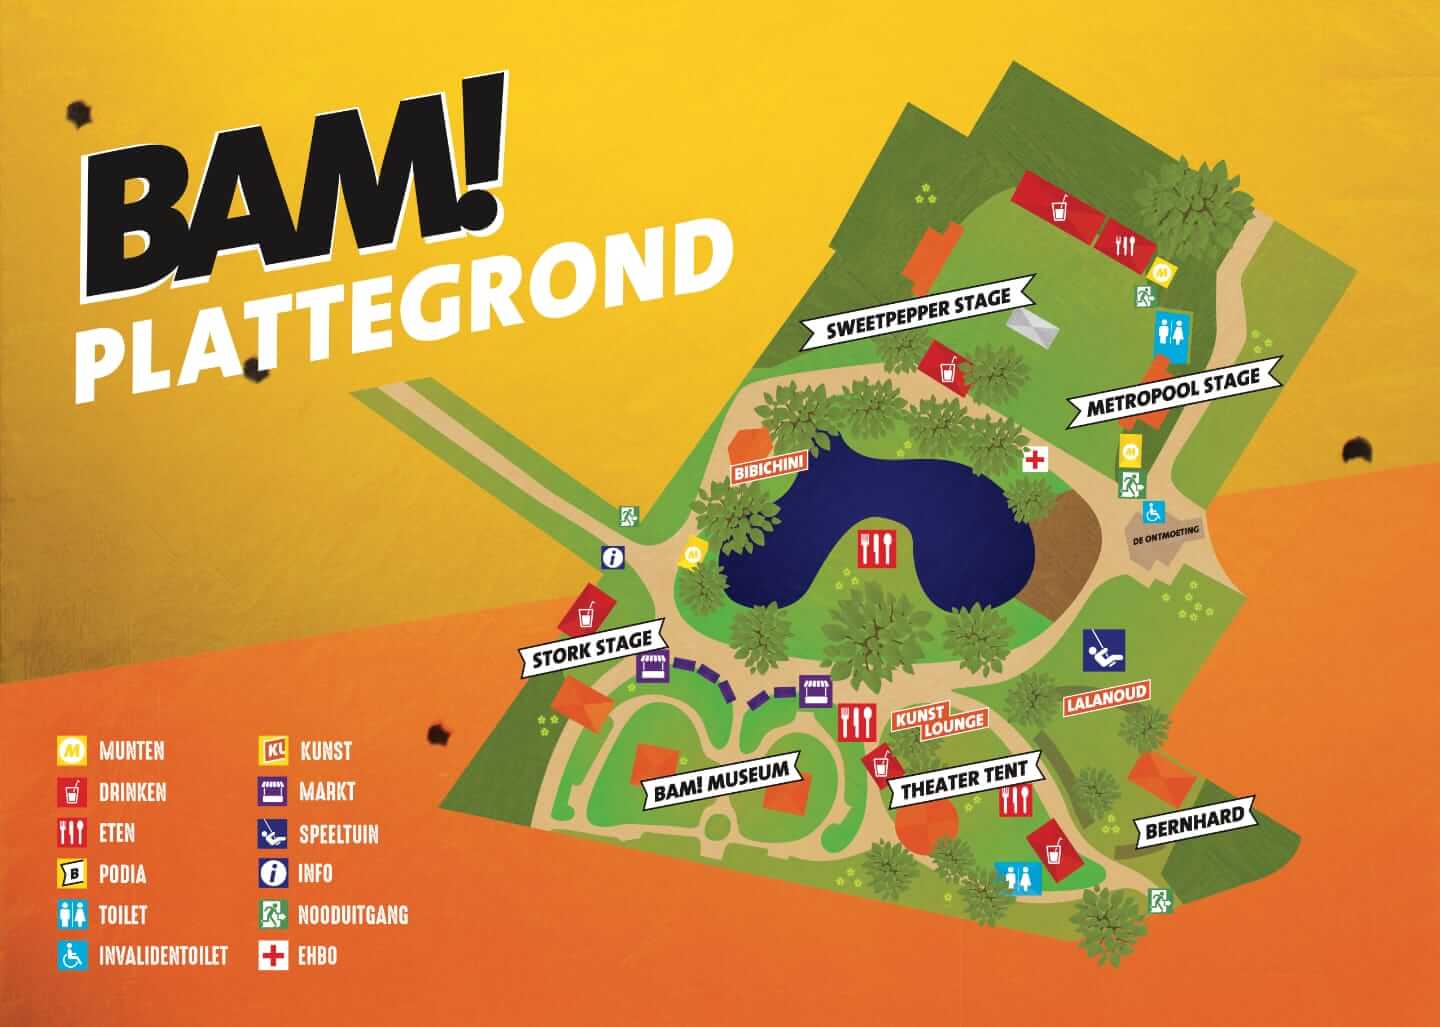 BAM!
PLATTEGROND
SWEETPEPPER STAGE
M
METROPOOL STAGE
M
BIBICHINI
DE ONTMOETING
i
M
STORK STAGE
LALANOUD
KUNST
LOUNGE
BAM! MUSEUM
THEATER TENT
BERNHARD
M MUNTEN
DRINKEN
ETEN
B PODIA
TOILET
INVALIDENTOILET
KL KUNST
MARKT
SPEELTUIN
i INFO
NOODUITGANG
EHBO